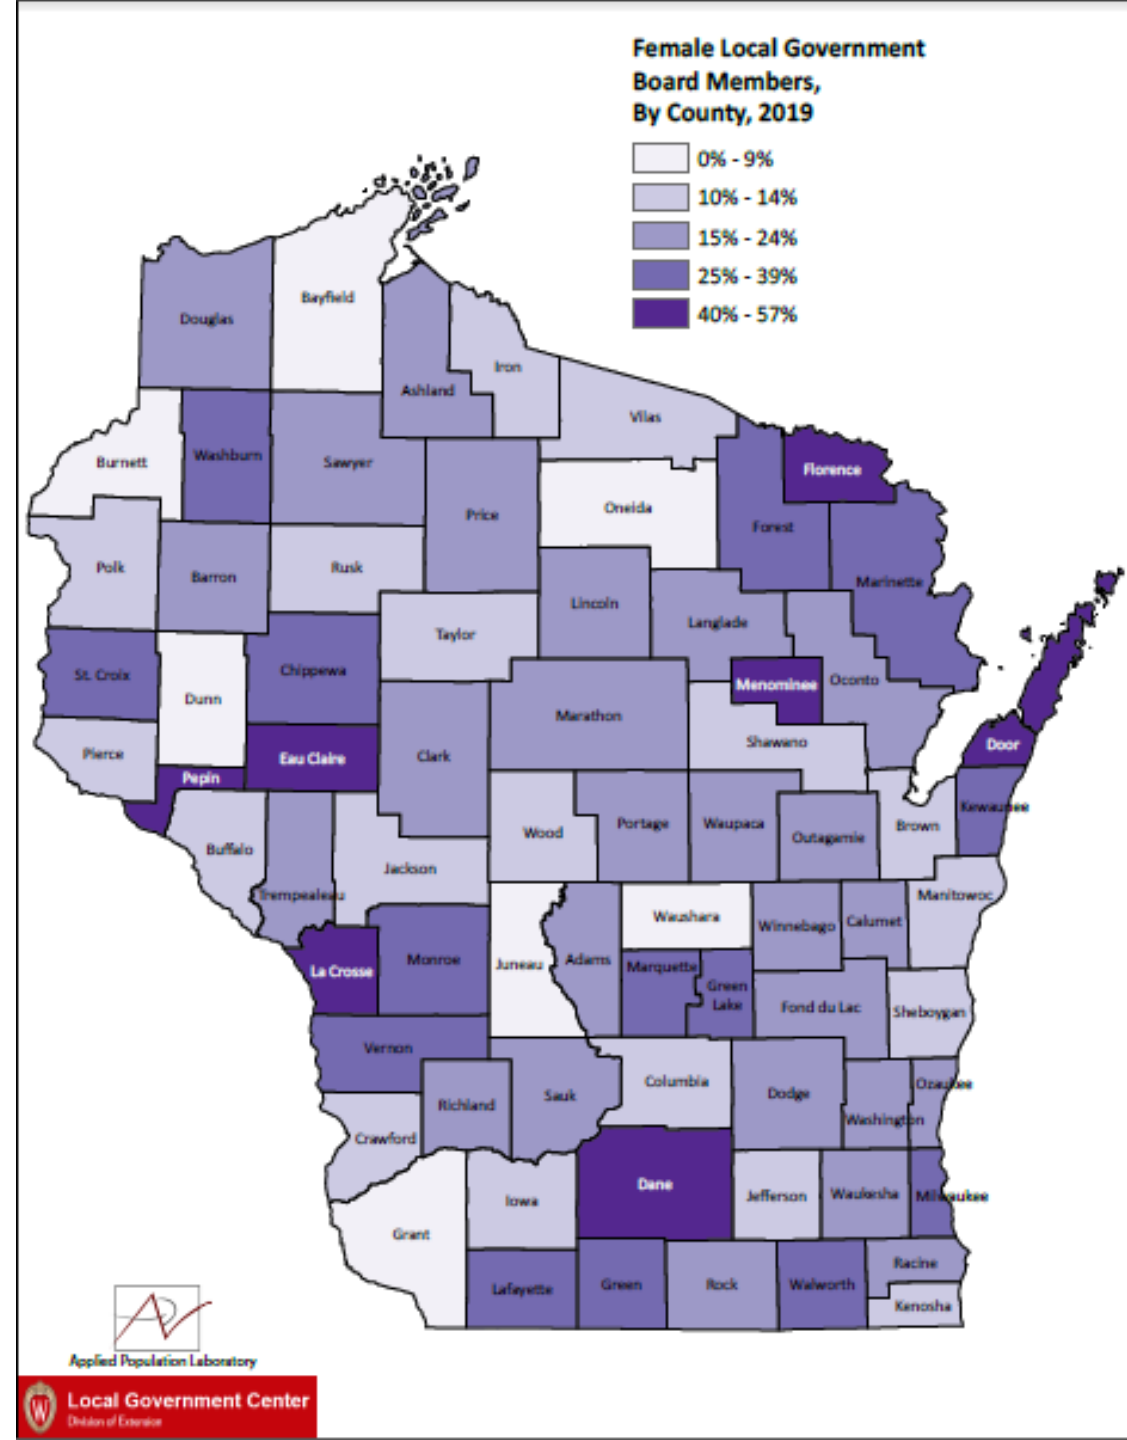 Female Local Government
Board Members,
By County, 2019
0% - 9%
10% - 14%
15% - 24%
25% - 39%
40% - 57%
Bayfield
Douglas
Iron
Ashland
Vilas
Burnett
Washburn
Sawyer
Florence
Price
Oneida
Forest
Polk
Barron
Rusk
Marinette
Lincoln
Langlade
Taylor
St. Croix
Chippewa
Menominee
Oconto
Dunn
Marathon
Shawano
Door
Pierce
Eau Claire
Clark
Pepin
Kewaunee
Wood
Portage
Waupaca
Brown
Outagamie
Buffalo
Jackson
Trempealeau
Manitowoc
Waushara
Winnebago
Calumet
La Crosse
Monroe
Juneau
Adams
Marquette
Green
Lake
Fond du Lac
Sheboygan
Vernon
Columbia
Ozaukee
Richland
Sauk
Dodge
Washington
Crawford
Dane
Jefferson
Waukesha
Milwaukee
Iowa
Grant
Racine
Lafayette
Green
Rock
Walworth
Kenosha
Applied Population Laboratory
Local Government Center
Division of Extension